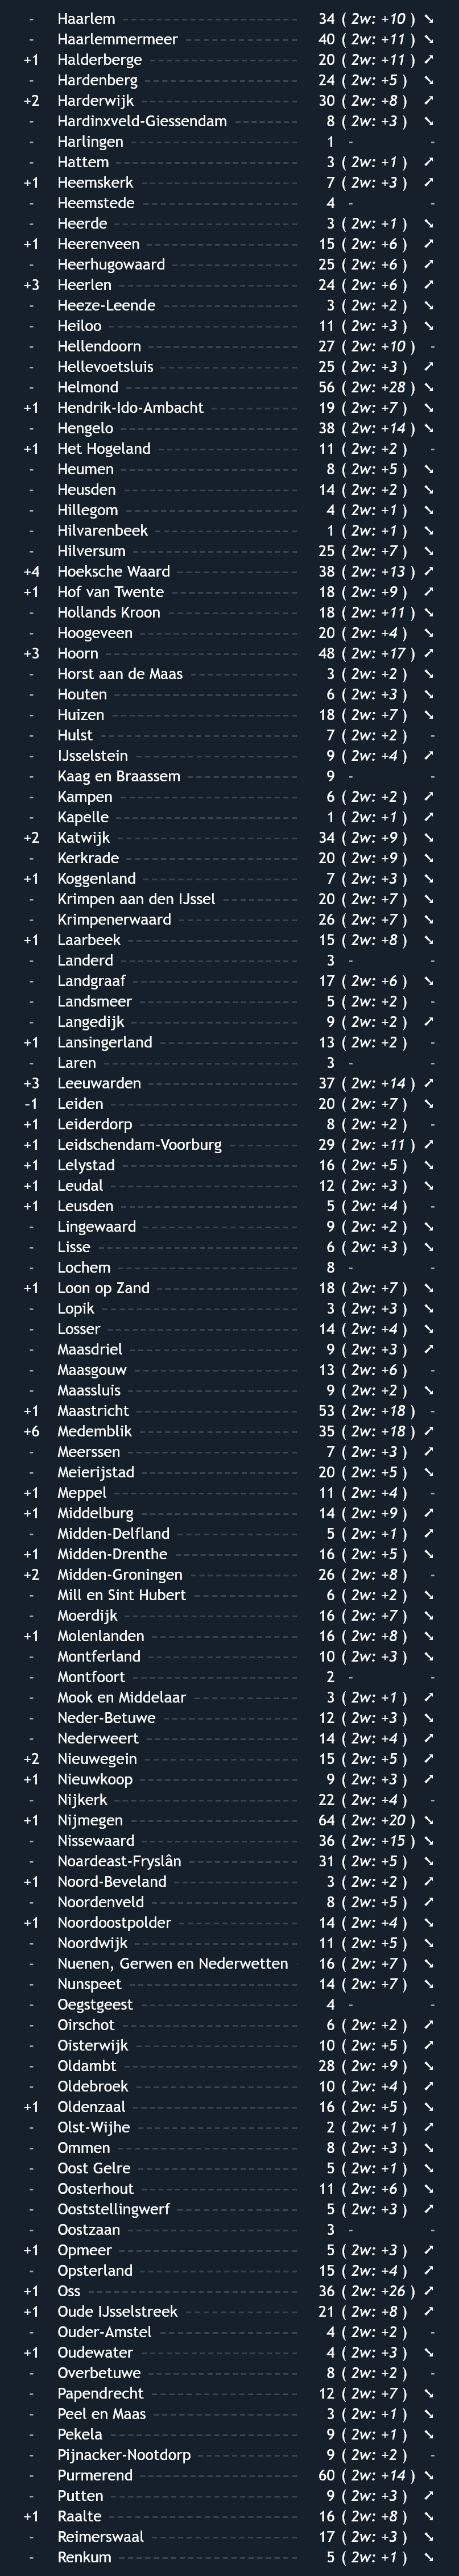 - Haarlem 34 ( 2w: +10 ) ➘
- Haarlemmermeer 40 ( 2w: +11 ) ➘
+1 Halderberge 20 ( 2w: +11 ) ➚
- Hardenberg 24 ( 2w: +5 ) ➘
+2 Harderwijk 30 ( 2w: +8 ) ➚
- Hardinxveld-Giessendam 8 ( 2w: +3 ) ➘
- Harlingen 1 - -
- Hattem 3 ( 2w: +1 ) ➚
+1 Heemskerk 7 ( 2w: +3 ) ➚
- Heemstede 4 - -
- Heerde 3 ( 2w: +1 ) ➘
+1 Heerenveen 15 ( 2w: +6 ) ➚
- Heerhugowaard 25 ( 2w: +6 ) ➚
+3 Heerlen 24 ( 2w: +6 ) ➚
- Heeze-Leende 3 ( 2w: +2 ) ➘
- Heiloo 11 ( 2w: +3 ) ➘
- Hellendoorn 27 ( 2w: +10 ) -
- Hellevoetsluis 25 ( 2w: +3 ) ➚
- Helmond 56 ( 2w: +28 ) ➘
+1 Hendrik-Ido-Ambacht 19 ( 2w: +7 ) ➘
- Hengelo 38 ( 2w: +14 ) ➘
+1 Het Hogeland 11 ( 2w: +2 ) -
- Heumen 8 ( 2w: +5 ) ➘
- Heusden 14 ( 2w: +2 ) ➘
- Hillegom 4 ( 2w: +1 ) ➘
- Hilvarenbeek 1 ( 2w: +1 ) ➘
- Hilversum 25 ( 2w: +7 ) ➘
+4 Hoeksche Waard 38 ( 2w: +13 ) ➚
+1 Hof van Twente 18 ( 2w: +9 ) ➚
- Hollands Kroon 18 ( 2w: +11 ) ➘
- Hoogeveen 20 ( 2w: +4 ) ➘
+3 Hoorn 48 ( 2w: +17 ) ➚
- Horst aan de Maas 3 ( 2w: +2 ) ➘
- Houten 6 ( 2w: +3 ) ➘
- Huizen 18 ( 2w: +7 ) ➘
- Hulst 7 ( 2w: +2 ) -
- IJsselstein 9 ( 2w: +4 ) ➚
- Kaag en Braassem 9 - -
- Kampen 6 ( 2w: +2 ) ➚
- Kapelle 1 ( 2w: +1 ) ➚
+2 Katwijk 34 ( 2w: +9 ) ➘
- Kerkrade 20 ( 2w: +9 ) ➘
+1 Koggenland 7 ( 2w: +3 ) ➘
- Krimpen aan den IJssel 20 ( 2w: +7 ) ➘
- Krimpenerwaard 26 ( 2w: +7 ) ➘
+1 Laarbeek 15 ( 2w: +8 ) ➘
- Landerd 3 - -
- Landgraaf 17 ( 2w: +6 ) ➘
- Landsmeer 5 ( 2w: +2 ) -
- Langedijk 9 ( 2w: +2 ) ➚
+1 Lansingerland 13 ( 2w: +2 ) -
- Laren 3 - -
+3 Leeuwarden 37 ( 2w: +14 ) ➚
-1 Leiden 20 ( 2w: +7 ) ➘
+1 Leiderdorp 8 ( 2w: +2 ) -
+1 Leidschendam-Voorburg 29 ( 2w: +11 ) ➚
+1 Lelystad 16 ( 2w: +5 ) ➘
+1 Leudal 12 ( 2w: +3 ) ➘
+1 Leusden 5 ( 2w: +4 ) -
- Lingewaard 9 ( 2w: +2 ) ➘
- Lisse 6 ( 2w: +3 ) ➘
- Lochem 8 - -
+1 Loon op Zand 18 ( 2w: +7 ) ➘
- Lopik 3 ( 2w: +3 ) ➘
- Losser 14 ( 2w: +4 ) ➘
- Maasdriel 9 ( 2w: +3 ) ➚
- Maasgouw 13 ( 2w: +6 ) -
- Maassluis 9 ( 2w: +2 ) ➘
+1 Maastricht 53 ( 2w: +18 ) -
+6 Medemblik 35 ( 2w: +18 ) ➚
- Meerssen 7 ( 2w: +3 ) ➚
- Meierijstad 20 ( 2w: +5 ) ➘
+1 Meppel 11 ( 2w: +4 ) -
+1 Middelburg 14 ( 2w: +9 ) ➚
- Midden-Delfland 5 ( 2w: +1 ) ➚
+1 Midden-Drenthe 16 ( 2w: +5 ) ➘
+2 Midden-Groningen 26 ( 2w: +8 ) -
- Mill en Sint Hubert 6 ( 2w: +2 ) ➘
- Moerdijk 16 ( 2w: +7 ) ➘
+1 Molenlanden 16 ( 2w: +8 ) ➘
- Montferland 10 ( 2w: +3 ) ➘
- Montfoort 2 - -
- Mook en Middelaar 3 ( 2w: +1 ) ➚
- Neder-Betuwe 12 ( 2w: +3 ) ➘
- Nederweert 14 ( 2w: +4 ) ➚
+2 Nieuwegein 15 ( 2w: +5 ) ➚
+1 Nieuwkoop 9 ( 2w: +3 ) ➚
- Nijkerk 22 ( 2w: +4 ) -
+1 Nijmegen 64 ( 2w: +20 ) ➘
- Nissewaard 36 ( 2w: +15 ) ➘
- Noardeast-Fryslân 31 ( 2w: +5 ) ➘
+1 Noord-Beveland 3 ( 2w: +2 ) ➚
- Noordenveld 8 ( 2w: +5 ) ➚
+1 Noordoostpolder 14 ( 2w: +4 ) ➘
- Noordwijk 11 ( 2w: +5 ) ➘
- Nuenen, Gerwen en Nederwetten 16 ( 2w: +7 ) ➘
- Nunspeet 14 ( 2w: +7 ) ➘
- Oegstgeest 4 - -
- Oirschot 6 ( 2w: +2 ) ➚
- Oisterwijk 10 ( 2w: +5 ) ➘
- Oldambt 28 ( 2w: +9 ) ➘
- Oldebroek 10 ( 2w: +4 ) ➚
+1 Oldenzaal 16 ( 2w: +5 ) ➘
- Olst-Wijhe 2 ( 2w: +1 ) ➚
- Ommen 8 ( 2w: +3 ) ➘
- Oost Gelre 5 ( 2w: +1 ) ➘
- Oosterhout 11 ( 2w: +6 ) ➘
- Ooststellingwerf 5 ( 2w: +3 ) ➚
- Oostzaan 3 - -
+1 Opmeer 5 ( 2w: +3 ) ➚
- Opsterland 15 ( 2w: +4 ) ➚
+1 Oss 36 ( 2w: +26 ) ➚
+1 Oude IJsselstreek 21 ( 2w: +8 ) ➚
- Ouder-Amstel 4 ( 2w: +2 ) -
+1 Oudewater 4 ( 2w: +3 ) ➘
- Overbetuwe 8 ( 2w: +2 ) -
- Papendrecht 12 ( 2w: +7 ) ➘
- Peel en Maas 3 ( 2w: +1 ) ➘
- Pekela 9 ( 2w: +1 ) ➘
- Pijnacker-Nootdorp 9 ( 2w: +2 ) -
- Purmerend 60 ( 2w: +14 ) ➘
- Putten 9 ( 2w: +3 ) ➚
+1 Raalte 16 ( 2w: +8 ) ➘
- Reimerswaal 17 ( 2w: +3 ) ➘
- Renkum 5 ( 2w: +1 ) ➘